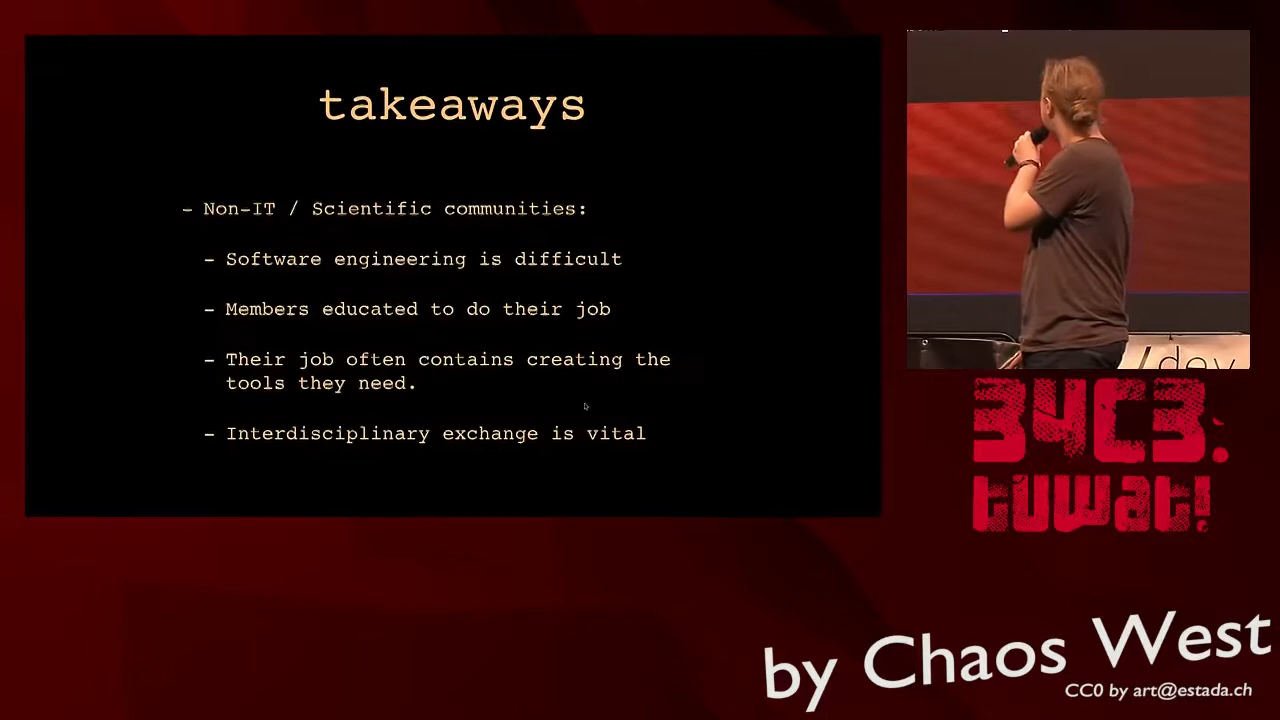 takeaways
- Non-IT / Scientific communities:
- Software engineering is difficult
- Members educated to do their job
- Their job often contains creating the
tools they need.
- Interdisciplinary exchange is vital
/dev
34C3:
tuwat!
by Chaos West
CC0 by art@estada.ch